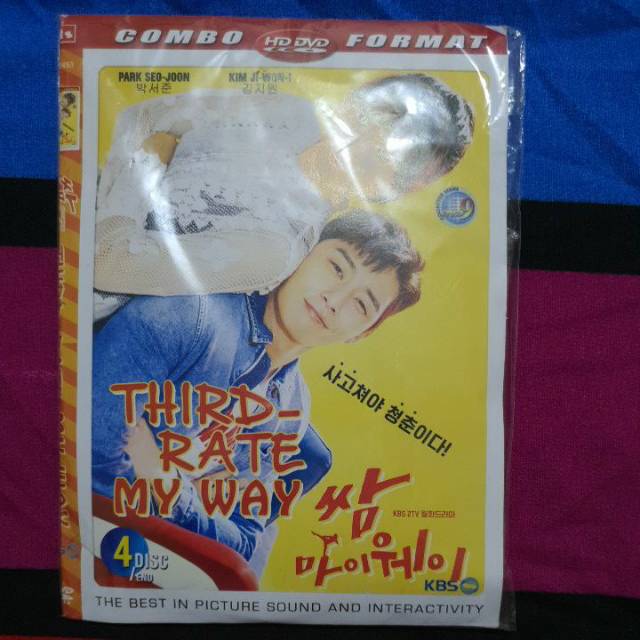 COMBO HD DVD FORMAT
PARK SEO-JOON KIM JI-WON-I
박서준 김지원
사고쳐야 청춘이다!
THIRD-
RATE
MY WAY
쌈
KBS 2TV 월화드라마
마이웨이
4 DISC
END
KBS
THE BEST IN PICTURE SOUND AND INTERACTIVITY